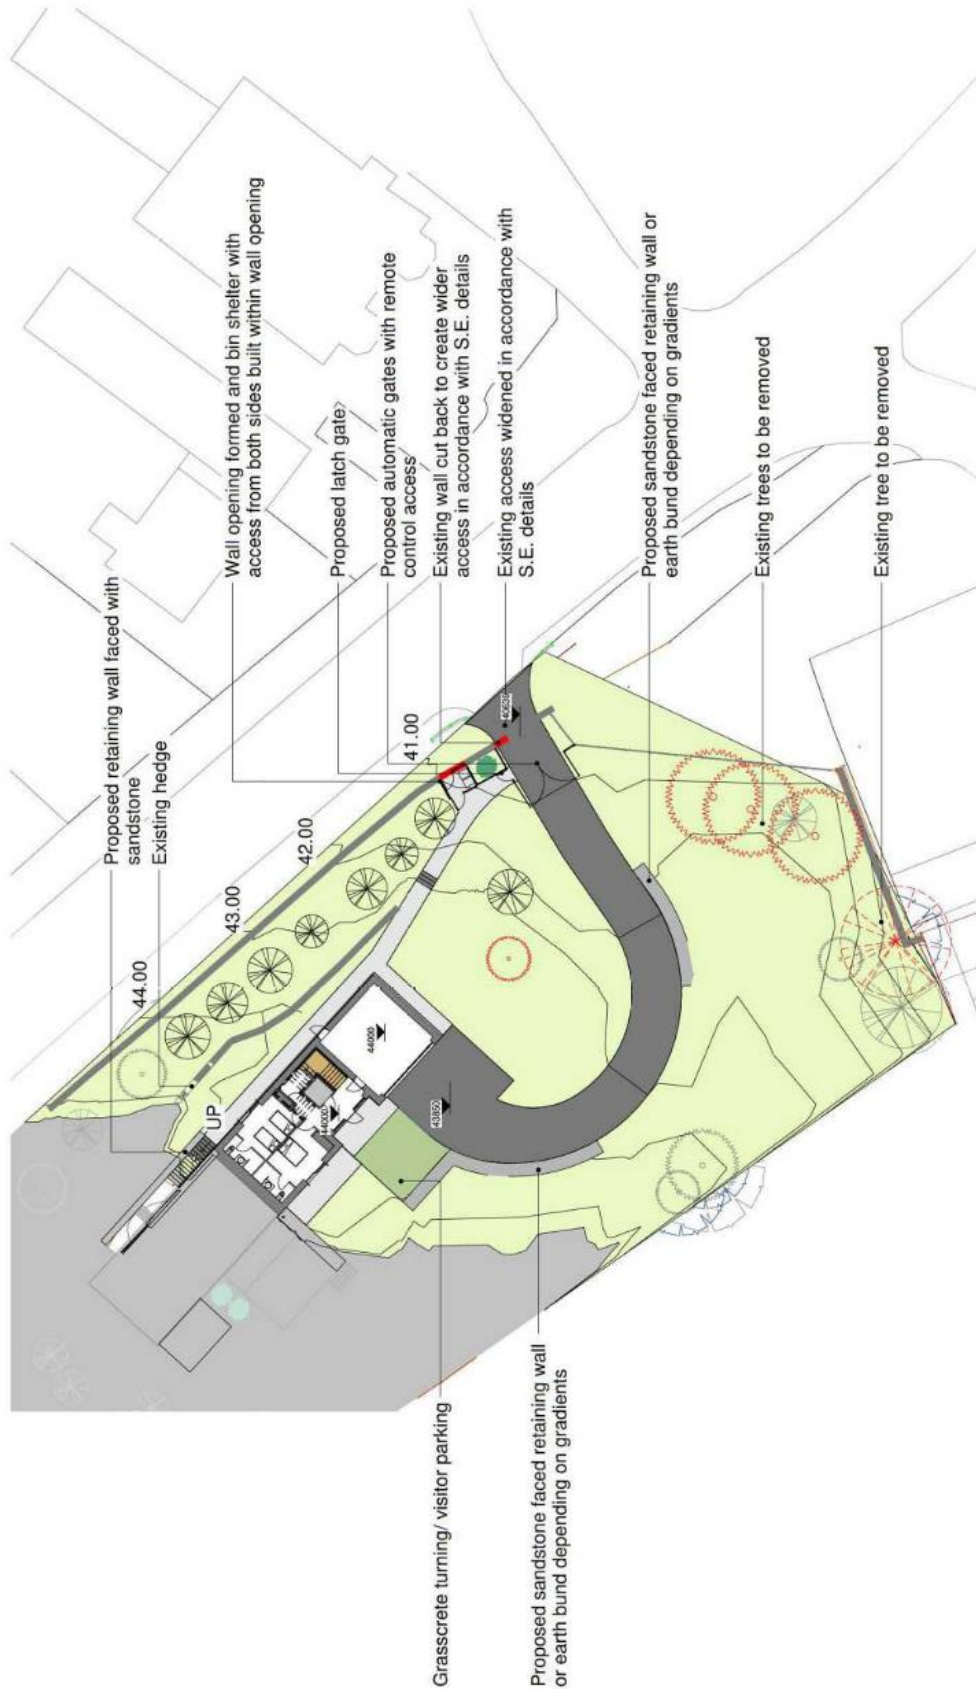 Proposed retaining wall faced with
sandstone
Existing hedge
Wall opening formed and bin shelter with
access from both sides built within wall opening
Proposed latch gate
Proposed automatic gates with remote
control access
Existing wall cut back to create wider
access in accordance with S.E. details
Existing access widened in accordance with
S.E. details
Proposed sandstone faced retaining wall or
earth bund depending on gradients
Existing trees to be removed
Existing tree to be removed
44.00
43.00
42.00
41.00
UP
44000
44000
43850
Grasscrete turning/ visitor parking
Proposed sandstone faced retaining wall
or earth bund depending on gradients